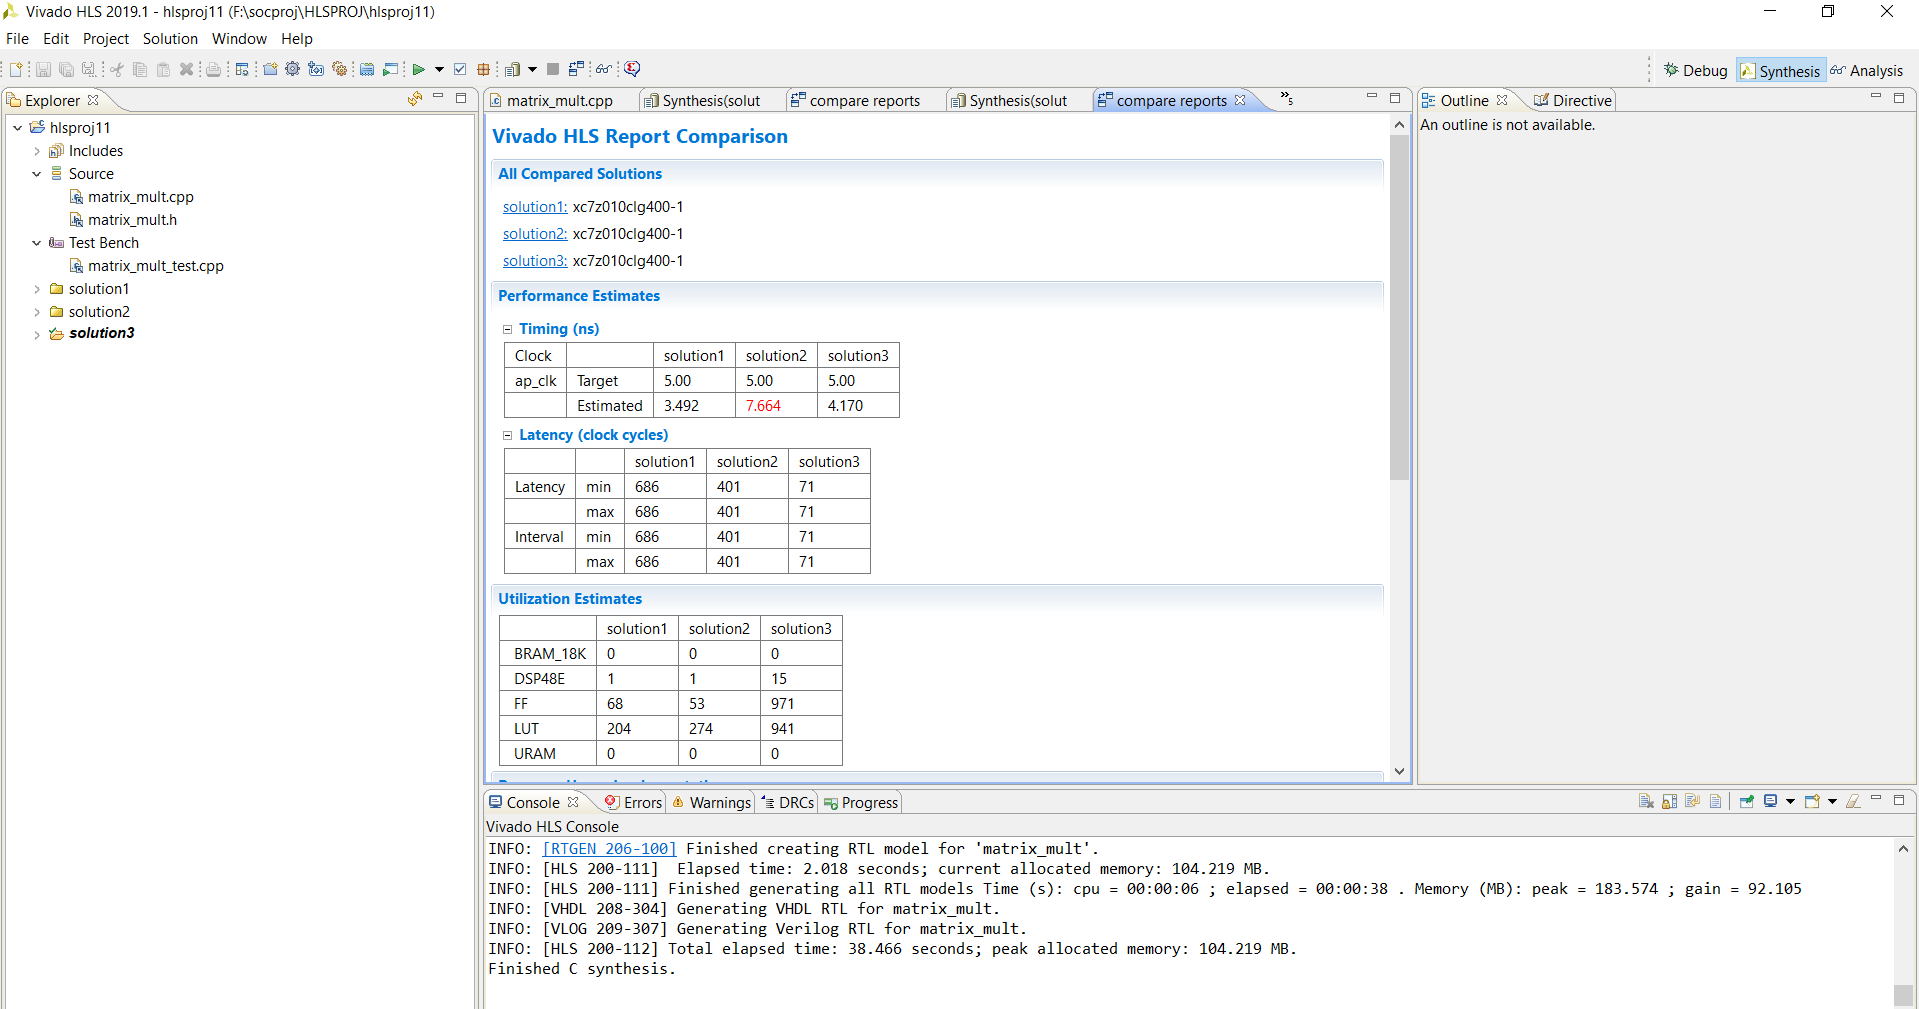 Vivado HLS 2019.1 - hlsproj11 (F:\socproj\HLSPROJ\hlsproj11)
File Edit Project Solution Window Help
Debug Synthesis Analysis
Explorer
hlsproj11
Includes
Source
matrix_mult.cpp
matrix_mult.h
Test Bench
matrix_mult_test.cpp
solution1
solution2
solution3
matrix_mult.cpp Synthesis(solut compare reports Synthesis(solut compare reports »5
Vivado HLS Report Comparison
All Compared Solutions
solution1: xc7z010clg400-1
solution2: xc7z010clg400-1
solution3: xc7z010clg400-1
Performance Estimates
Timing (ns)
Clock solution1 solution2 solution3
ap_clk Target 5.00 5.00 5.00
Estimated 3.492 7.664 4.170
Latency (clock cycles)
solution1 solution2 solution3
Latency min 686 401 71
max 686 401 71
Interval min 686 401 71
max 686 401 71
Utilization Estimates
solution1 solution2 solution3
BRAM_18K 0 0 0
DSP48E 1 1 15
FF 68 53 971
LUT 204 274 941
URAM 0 0 0
Outline Directive
An outline is not available.
Console Errors Warnings DRCs Progress
Vivado HLS Console
INFO: [RTGEN 206-100] Finished creating RTL model for 'matrix_mult'.
INFO: [HLS 200-111]  Elapsed time: 2.018 seconds; current allocated memory: 104.219 MB.
INFO: [HLS 200-111] Finished generating all RTL models Time (s): cpu = 00:00:06 ; elapsed = 00:00:38 . Memory (MB): peak = 183.574 ; gain = 92.105
INFO: [VHDL 208-304] Generating VHDL RTL for matrix_mult.
INFO: [VLOG 209-307] Generating Verilog RTL for matrix_mult.
INFO: [HLS 200-112] Total elapsed time: 38.466 seconds; peak allocated memory: 104.219 MB.
Finished C synthesis.